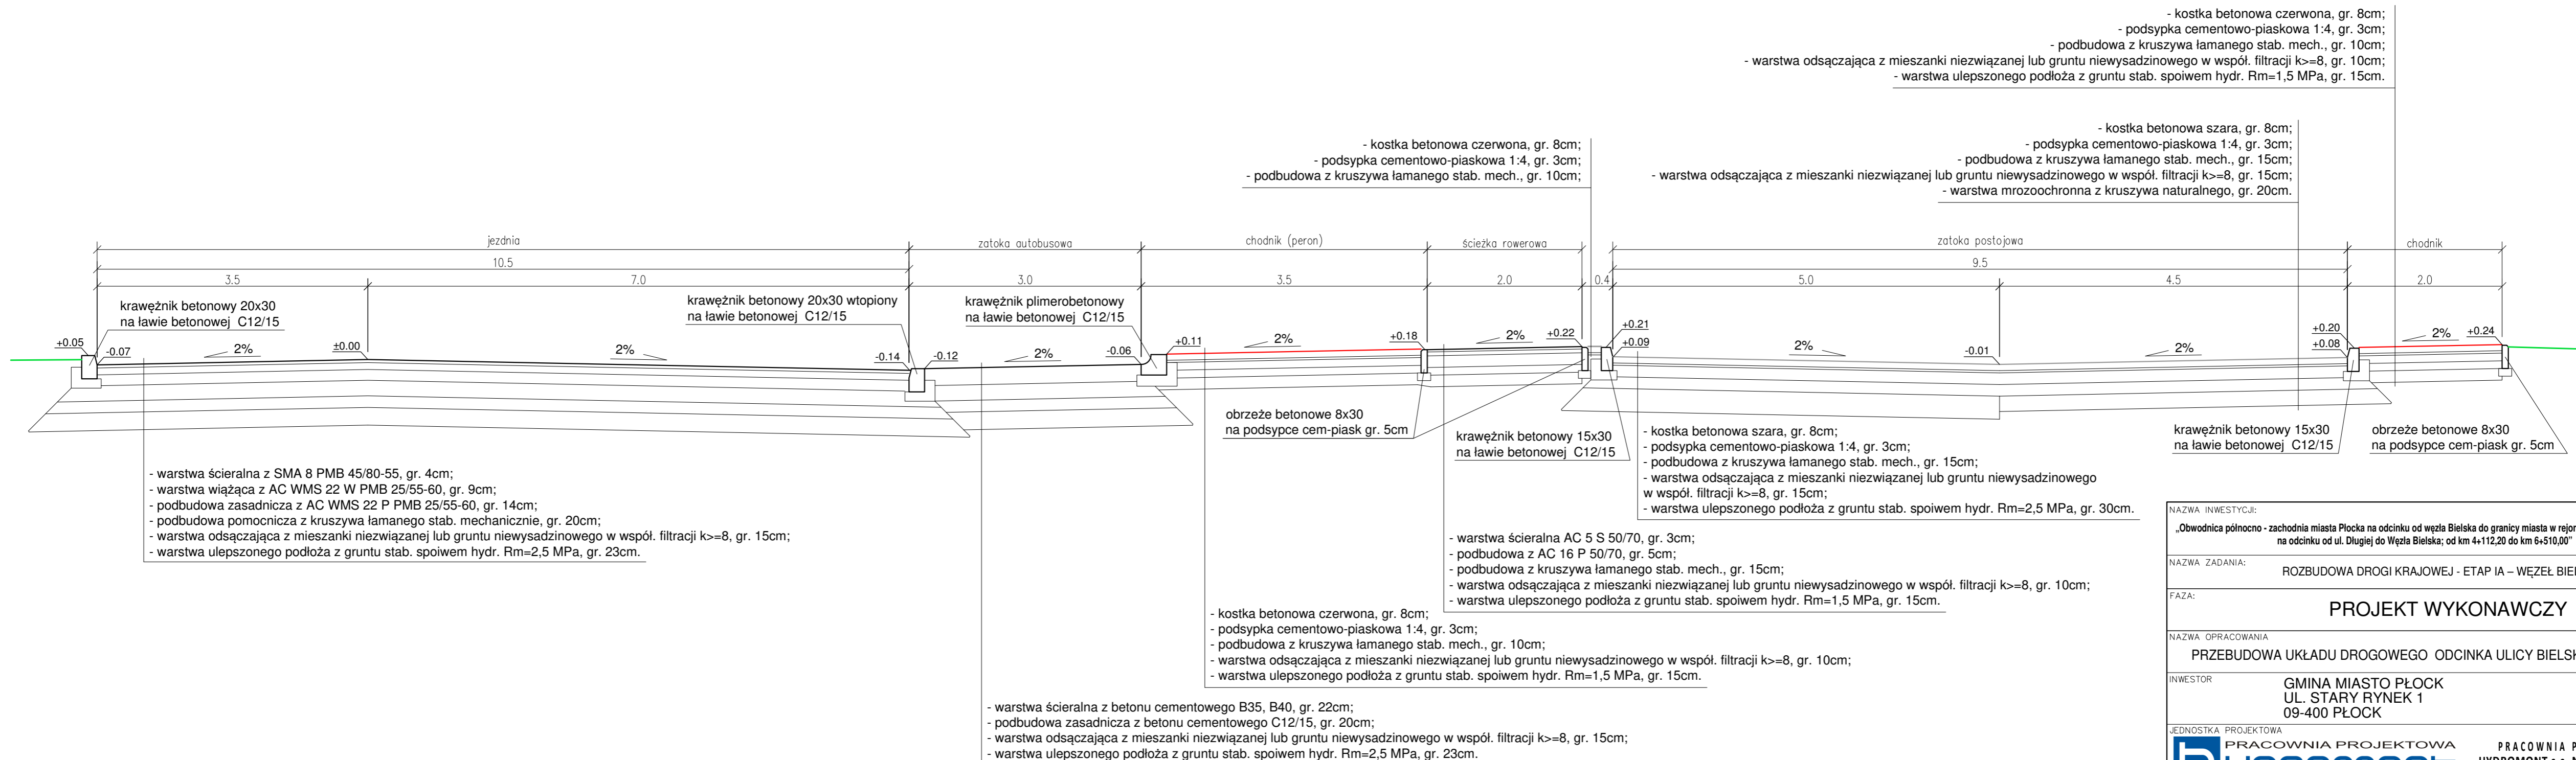 - kostka betonowa czerwona, gr. 8cm;
- podsypka cementowo-piaskowa 1:4, gr. 3cm;
- podbudowa z kruszywa łamanego stab. mech., gr. 10cm;
- warstwa odsączająca z mieszanki niezwiązanej lub gruntu niewysadzinowego w współ. filtracji k>=8, gr. 10cm;
- warstwa ulepszonego podłoża z gruntu stab. spoiwem hydr. Rm=1,5 MPa, gr. 15cm.
- kostka betonowa czerwona, gr. 8cm;
- podsypka cementowo-piaskowa 1:4, gr. 3cm;
- podbudowa z kruszywa łamanego stab. mech., gr. 10cm;
- kostka betonowa szara, gr. 8cm;
- podsypka cementowo-piaskowa 1:4, gr. 3cm;
- podbudowa z kruszywa łamanego stab. mech., gr. 15cm;
- warstwa odsączająca z mieszanki niezwiązanej lub gruntu niewysadzinowego w współ. filtracji k>=8, gr. 15cm;
- warstwa mrozoochronna z kruszywa naturalnego, gr. 20cm.
jezdnia
zatoka autobusowa
chodnik (peron)
ścieżka rowerowa
zatoka postojowa
chodnik
10.5
9.5
3.5
7.0
3.0
3.5
2.0
0.4
5.0
4.5
2.0
krawężnik betonowy 20x30
na ławie betonowej C12/15
krawężnik betonowy 20x30 wtopiony
na ławie betonowej C12/15
krawężnik plimerobetonowy
na ławie betonowej C12/15
+0.05
-0.07
2%
±0.00
2%
-0.14
-0.12
2%
-0.06
+0.11
2%
+0.18
2%
+0.22
+0.21
+0.09
2%
-0.01
2%
+0.20
+0.08
2%
+0.24
obrzeże betonowe 8x30
na podsypce cem-piask gr. 5cm
krawężnik betonowy 15x30
na ławie betonowej C12/15
krawężnik betonowy 15x30
na ławie betonowej C12/15
obrzeże betonowe 8x30
na podsypce cem-piask gr. 5cm
- kostka betonowa szara, gr. 8cm;
- podsypka cementowo-piaskowa 1:4, gr. 3cm;
- podbudowa z kruszywa łamanego stab. mech., gr. 15cm;
- warstwa odsączająca z mieszanki niezwiązanej lub gruntu niewysadzinowego
w współ. filtracji k>=8, gr. 15cm;
- warstwa ulepszonego podłoża z gruntu stab. spoiwem hydr. Rm=2,5 MPa, gr. 30cm.
- warstwa ścieralna z SMA 8 PMB 45/80-55, gr. 4cm;
- warstwa wiążąca z AC WMS 22 W PMB 25/55-60, gr. 9cm;
- podbudowa zasadnicza z AC WMS 22 P PMB 25/55-60, gr. 14cm;
- podbudowa pomocnicza z kruszywa łamanego stab. mechanicznie, gr. 20cm;
- warstwa odsączająca z mieszanki niezwiązanej lub gruntu niewysadzinowego w współ. filtracji k>=8, gr. 15cm;
- warstwa ulepszonego podłoża z gruntu stab. spoiwem hydr. Rm=2,5 MPa, gr. 23cm.
- warstwa ścieralna AC 5 S 50/70, gr. 3cm;
- podbudowa z AC 16 P 50/70, gr. 5cm;
- podbudowa z kruszywa łamanego stab. mech., gr. 15cm;
- warstwa odsączająca z mieszanki niezwiązanej lub gruntu niewysadzinowego w współ. filtracji k>=8, gr. 10cm;
- warstwa ulepszonego podłoża z gruntu stab. spoiwem hydr. Rm=1,5 MPa, gr. 15cm.
- kostka betonowa czerwona, gr. 8cm;
- podsypka cementowo-piaskowa 1:4, gr. 3cm;
- podbudowa z kruszywa łamanego stab. mech., gr. 10cm;
- warstwa odsączająca z mieszanki niezwiązanej lub gruntu niewysadzinowego w współ. filtracji k>=8, gr. 10cm;
- warstwa ulepszonego podłoża z gruntu stab. spoiwem hydr. Rm=1,5 MPa, gr. 15cm.
- warstwa ścieralna z betonu cementowego B35, B40, gr. 22cm;
- podbudowa zasadnicza z betonu cementowego C12/15, gr. 20cm;
- warstwa odsączająca z mieszanki niezwiązanej lub gruntu niewysadzinowego w współ. filtracji k>=8, gr. 15cm;
- warstwa ulepszonego podłoża z gruntu stab. spoiwem hydr. Rm=2,5 MPa, gr. 23cm.
NAZWA INWESTYCJI:
„Obwodnica północno - zachodnia miasta Płocka na odcinku od węzła Bielska do granicy miasta w
na odcinku od ul. Długiej do Węzła Bielska; od km 4+112,20 do km 6+510,00”
NAZWA ZADANIA:
ROZBUDOWA DROGI KRAJOWEJ - ETAP IA – WĘZEŁ
FAZA:
PROJEKT WYKONAWCZY
NAZWA OPRACOWANIA
PRZEBUDOWA UKŁADU DROGOWEGO ODCINKA ULICY
INWESTOR
GMINA MIASTO PŁOCK
UL. STARY RYNEK 1
09-400 PŁOCK
JEDNOSTKA PROJEKTOWA
PRACOWNIA PROJEKTOWA
PRACOWNIA